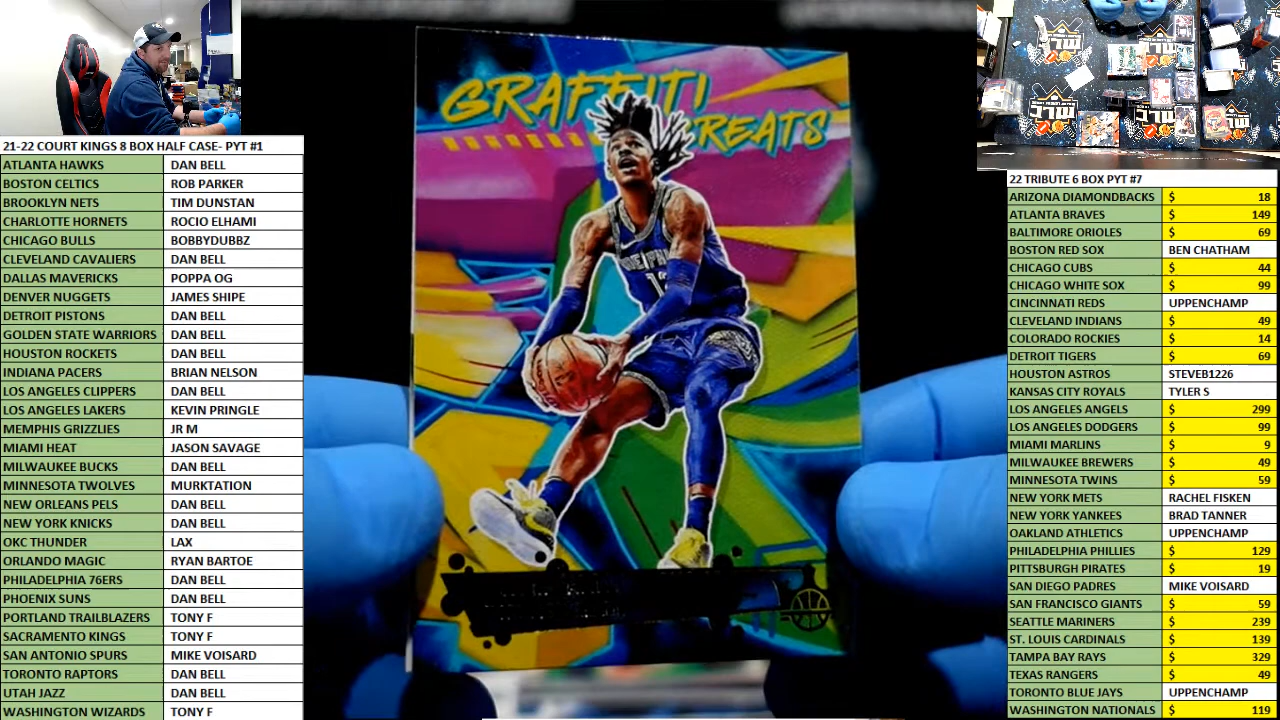 21-22 COURT KINGS 8 BOX HALF CASE- PYT #1
ATLANTA HAWKS DAN BELL
BOSTON CELTICS ROB PARKER
BROOKLYN NETS TIM DUNSTAN
CHARLOTTE HORNETS ROCIO ELHAMI
CHICAGO BULLS BOBBYDUBBZ
CLEVELAND CAVALIERS DAN BELL
DALLAS MAVERICKS POPPA OG
DENVER NUGGETS JAMES SHIPE
DETROIT PISTONS DAN BELL
GOLDEN STATE WARRIORS DAN BELL
HOUSTON ROCKETS DAN BELL
INDIANA PACERS BRIAN NELSON
LOS ANGELES CLIPPERS DAN BELL
LOS ANGELES LAKERS KEVIN PRINGLE
MEMPHIS GRIZZLIES JR M
MIAMI HEAT JASON SAVAGE
MILWAUKEE BUCKS DAN BELL
MINNESOTA TWOLVES MURKTATION
NEW ORLEANS PELS DAN BELL
NEW YORK KNICKS DAN BELL
OKC THUNDER LAX
ORLANDO MAGIC RYAN BARTOE
PHILADELPHIA 76ERS DAN BELL
PHOENIX SUNS DAN BELL
PORTLAND TRAILBLAZERS TONY F
SACRAMENTO KINGS TONY F
SAN ANTONIO SPURS MIKE VOISARD
TORONTO RAPTORS DAN BELL
UTAH JAZZ DAN BELL
WASHINGTON WIZARDS TONY F
GRAFFITI
GREATS
22 TRIBUTE 6 BOX PYT #7
ARIZONA DIAMONDBACKS $ 18
ATLANTA BRAVES $ 149
BALTIMORE ORIOLES $ 69
BOSTON RED SOX BEN CHATHAM
CHICAGO CUBS $ 44
CHICAGO WHITE SOX $ 99
CINCINNATI REDS UPPENCHAMP
CLEVELAND INDIANS $ 49
COLORADO ROCKIES $ 14
DETROIT TIGERS $ 69
HOUSTON ASTROS STEVEB1226
KANSAS CITY ROYALS TYLER S
LOS ANGELES ANGELS $ 299
LOS ANGELES DODGERS $ 99
MIAMI MARLINS $ 9
MILWAUKEE BREWERS $ 49
MINNESOTA TWINS $ 59
NEW YORK METS RACHEL FISKEN
NEW YORK YANKEES BRAD TANNER
OAKLAND ATHLETICS UPPENCHAMP
PHILADELPHIA PHILLIES $ 129
PITTSBURGH PIRATES $ 19
SAN DIEGO PADRES MIKE VOISARD
SAN FRANCISCO GIANTS $ 59
SEATTLE MARINERS $ 239
ST. LOUIS CARDINALS $ 139
TAMPA BAY RAYS $ 329
TEXAS RANGERS $ 49
TORONTO BLUE JAYS UPPENCHAMP
WASHINGTON NATIONALS $ 119